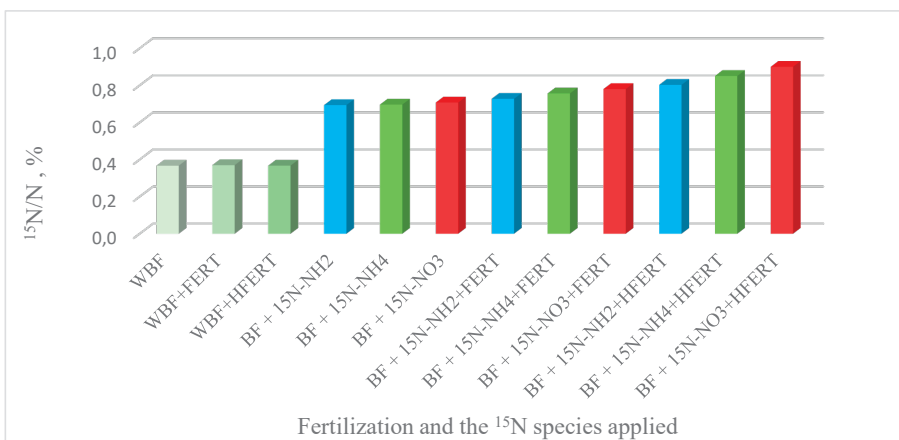 1,0
0,8
0,6
0,4
0,2
0,0
¹⁵N/N , %
WBF
WBF+FERT
WBF+HFERT
BF + 15N-NH2
BF + 15N-NH4
BF + 15N-NO3
BF + 15N-NH2+FERT
BF + 15N-NH4+FERT
BF + 15N-NO3+FERT
BF + 15N-NH2+HFERT
BF + 15N-NH4+HFERT
BF + 15N-NO3+HFERT
Fertilization and the ¹⁵N species applied